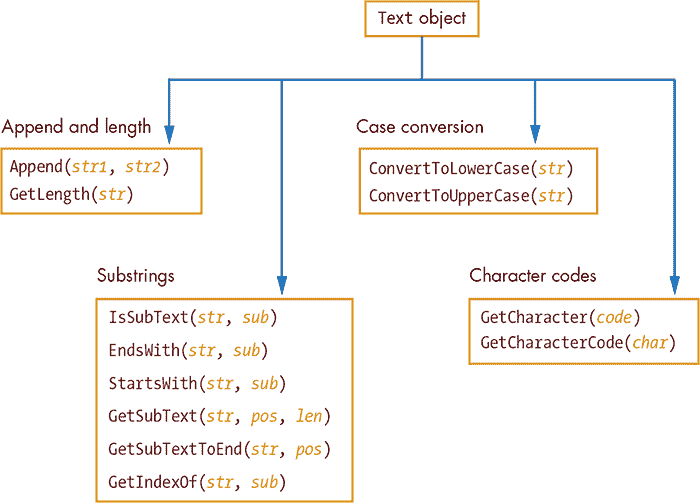 Text object
Append and length
Append(str1, str2)
GetLength(str)
Case conversion
ConvertToLowerCase(str)
ConvertToUpperCase(str)
Substrings
IsSubText(str, sub)
EndsWith(str, sub)
StartsWith(str, sub)
GetSubText(str, pos, len)
GetSubTextToEnd(str, pos)
GetIndexOf(str, sub)
Character codes
GetCharacter(code)
GetCharacterCode(char)